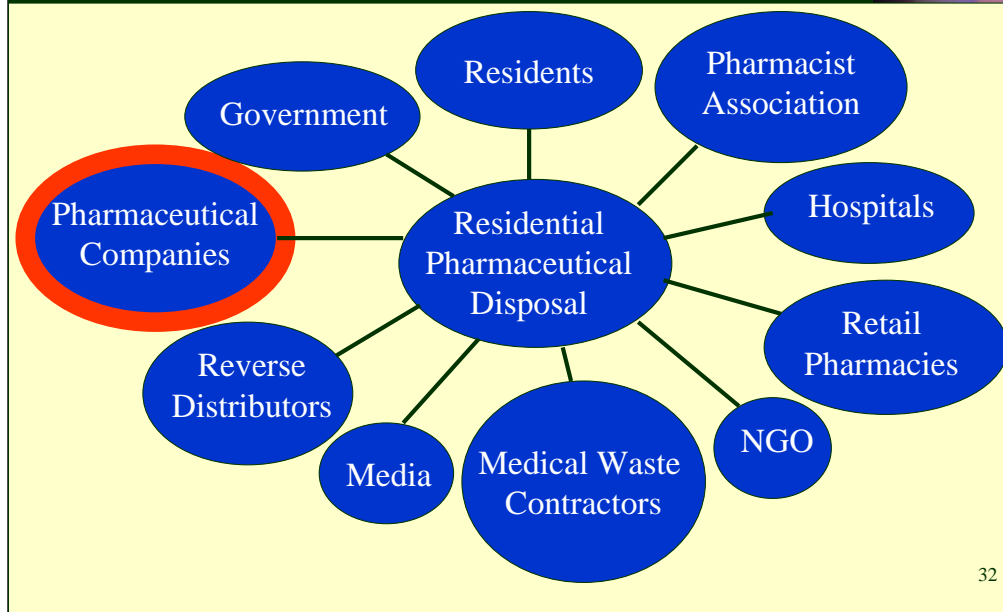 Residents
Pharmacist
Association
Government
Pharmaceutical
Companies
Residential
Pharmaceutical
Disposal
Hospitals
Retail
Pharmacies
Reverse
Distributors
Media
Medical Waste
Contractors
NGO
32